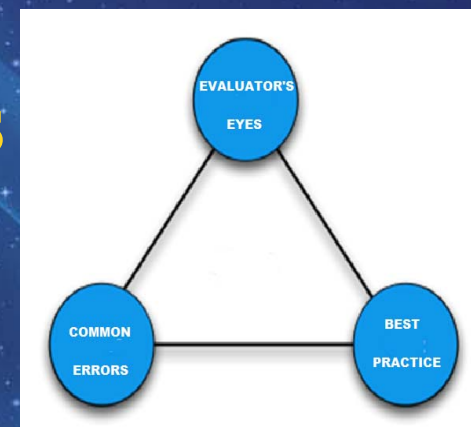 EVALUATOR'S
EYES
COMMON
ERRORS
BEST
PRACTICE